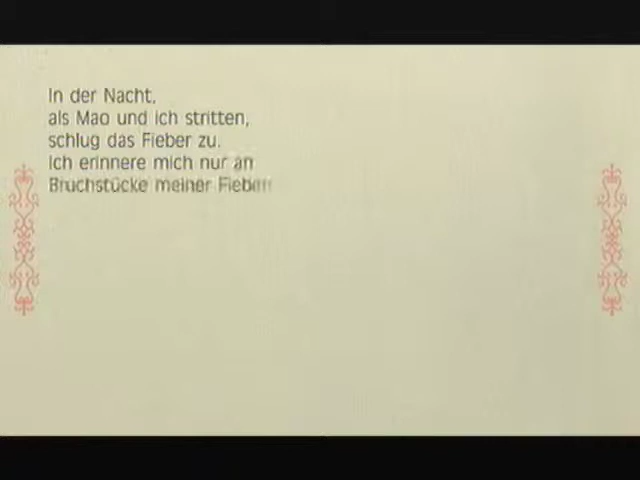 In der Nacht,
als Mao und ich stritten,
schlug das Fieber zu.
Ich erinnere mich nur an
Bruchstücke meiner Fieber